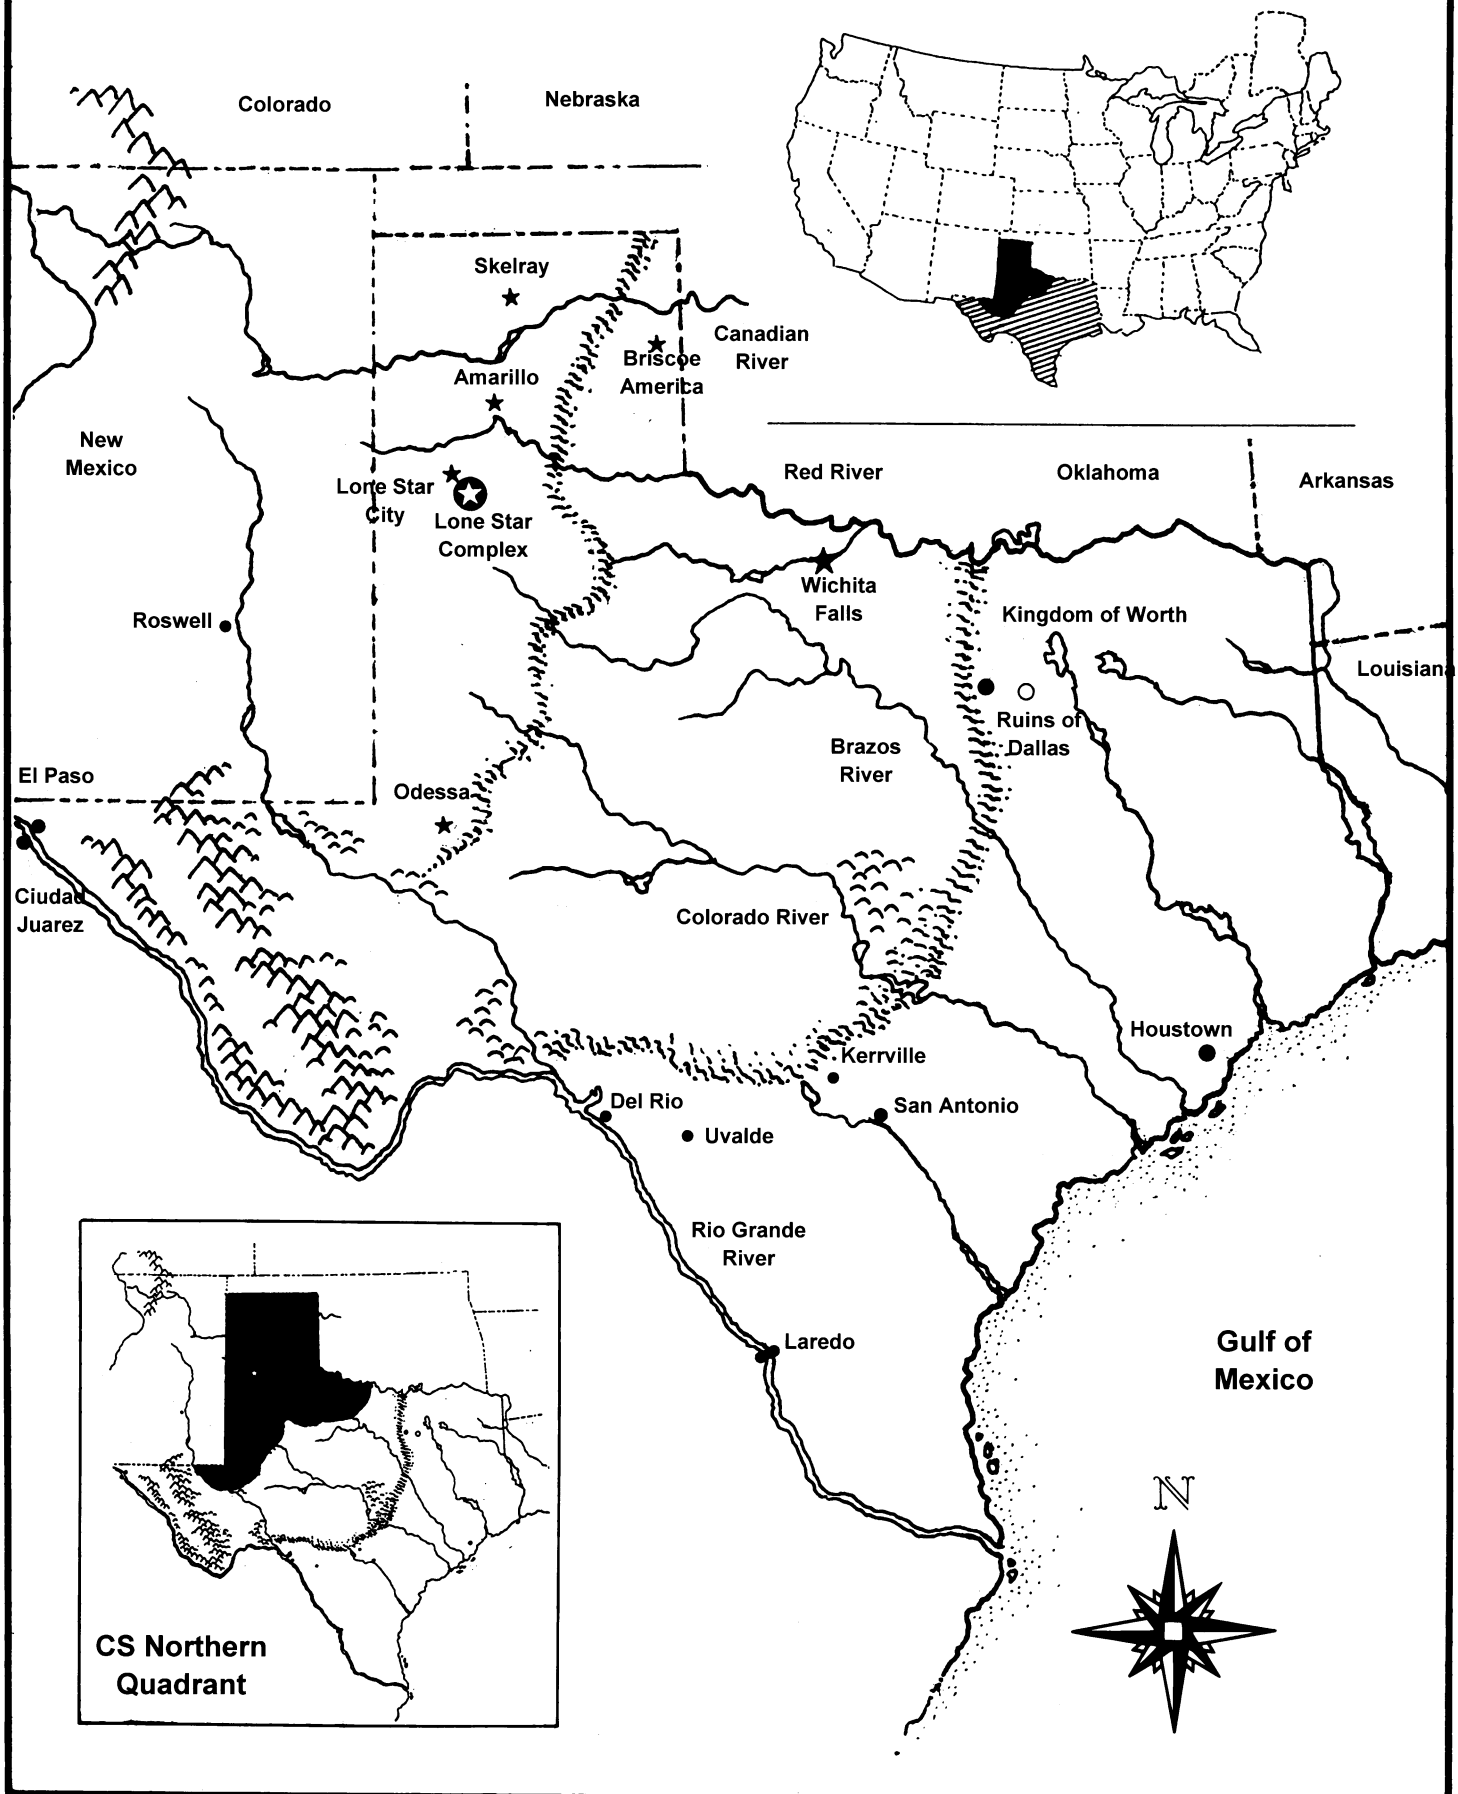 Colorado
Nebraska
Skelray
Canadian
River
Briscoe
America
Amarillo
New
Mexico
Red River
Oklahoma
Arkansas
Lone Star
City
Lone Star
Complex
Wichita
Falls
Kingdom of Worth
Roswell
Louisiana
Ruins of
Dallas
Brazos
River
El Paso
Odessa
Ciudad
Juarez
Colorado River
Houstown
Kerrville
Del Rio
San Antonio
Uvalde
Rio Grande
River
Laredo
Gulf of
Mexico
N
CS Northern
Quadrant